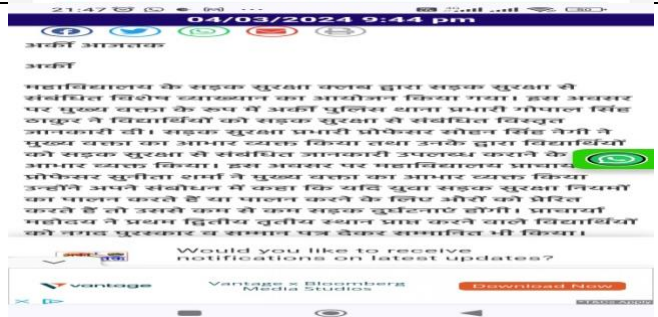 21:47
04/03/2024 9:44 pm
अर्की आजतक
अर्की
महाविद्यालय के सड़क सुरक्षा क्लब द्वारा सड़क सुरक्षा से
संबंधित विशेष व्याख्यान का आयोजन किया गया। इस अवसर
पर मुख्य वक्ता के रूप में अर्की पुलिस थाना प्रभारी गोपाल सिंह
ठाकुर ने विद्यार्थियों को सड़क सुरक्षा से संबंधित विस्तृत
जानकारी दी। सड़क सुरक्षा प्रभारी प्रोफेसर सोहन सिंह नेगी ने
मुख्य वक्ता का आभार व्यक्त किया तथा उनके द्वारा विद्यार्थियों
को सड़क सुरक्षा से संबंधित जानकारी उपलब्ध कराने के
आभार व्यक्त किया। इस अवसर पर महाविद्यालय प्राचार्य
प्रोफेसर सुनीता शर्मा ने मुख्य वक्ता का आभार व्यक्त किया
उन्होंने अपने संबोधन में कहा कि यदि युवा सड़क सुरक्षा नियमों
का पालन करते हैं या पालन करने के लिए औरों को प्रेरित
करते हैं तो उससे कम से कम सड़क दुर्घटनाएं होंगी। प्राचार्या
महोदय ने प्रथम द्वितीय तृतीय स्थान प्राप्त करने वाले विद्यार्थियों
को नगद पुरस्कार व सम्मान पत्र देकर सम्मानित भी किया।
Would you like to receive
notifications on latest updates?
vantage
Vantage x Bloomberg
Media Studios
Download Now
*T&Cs Apply